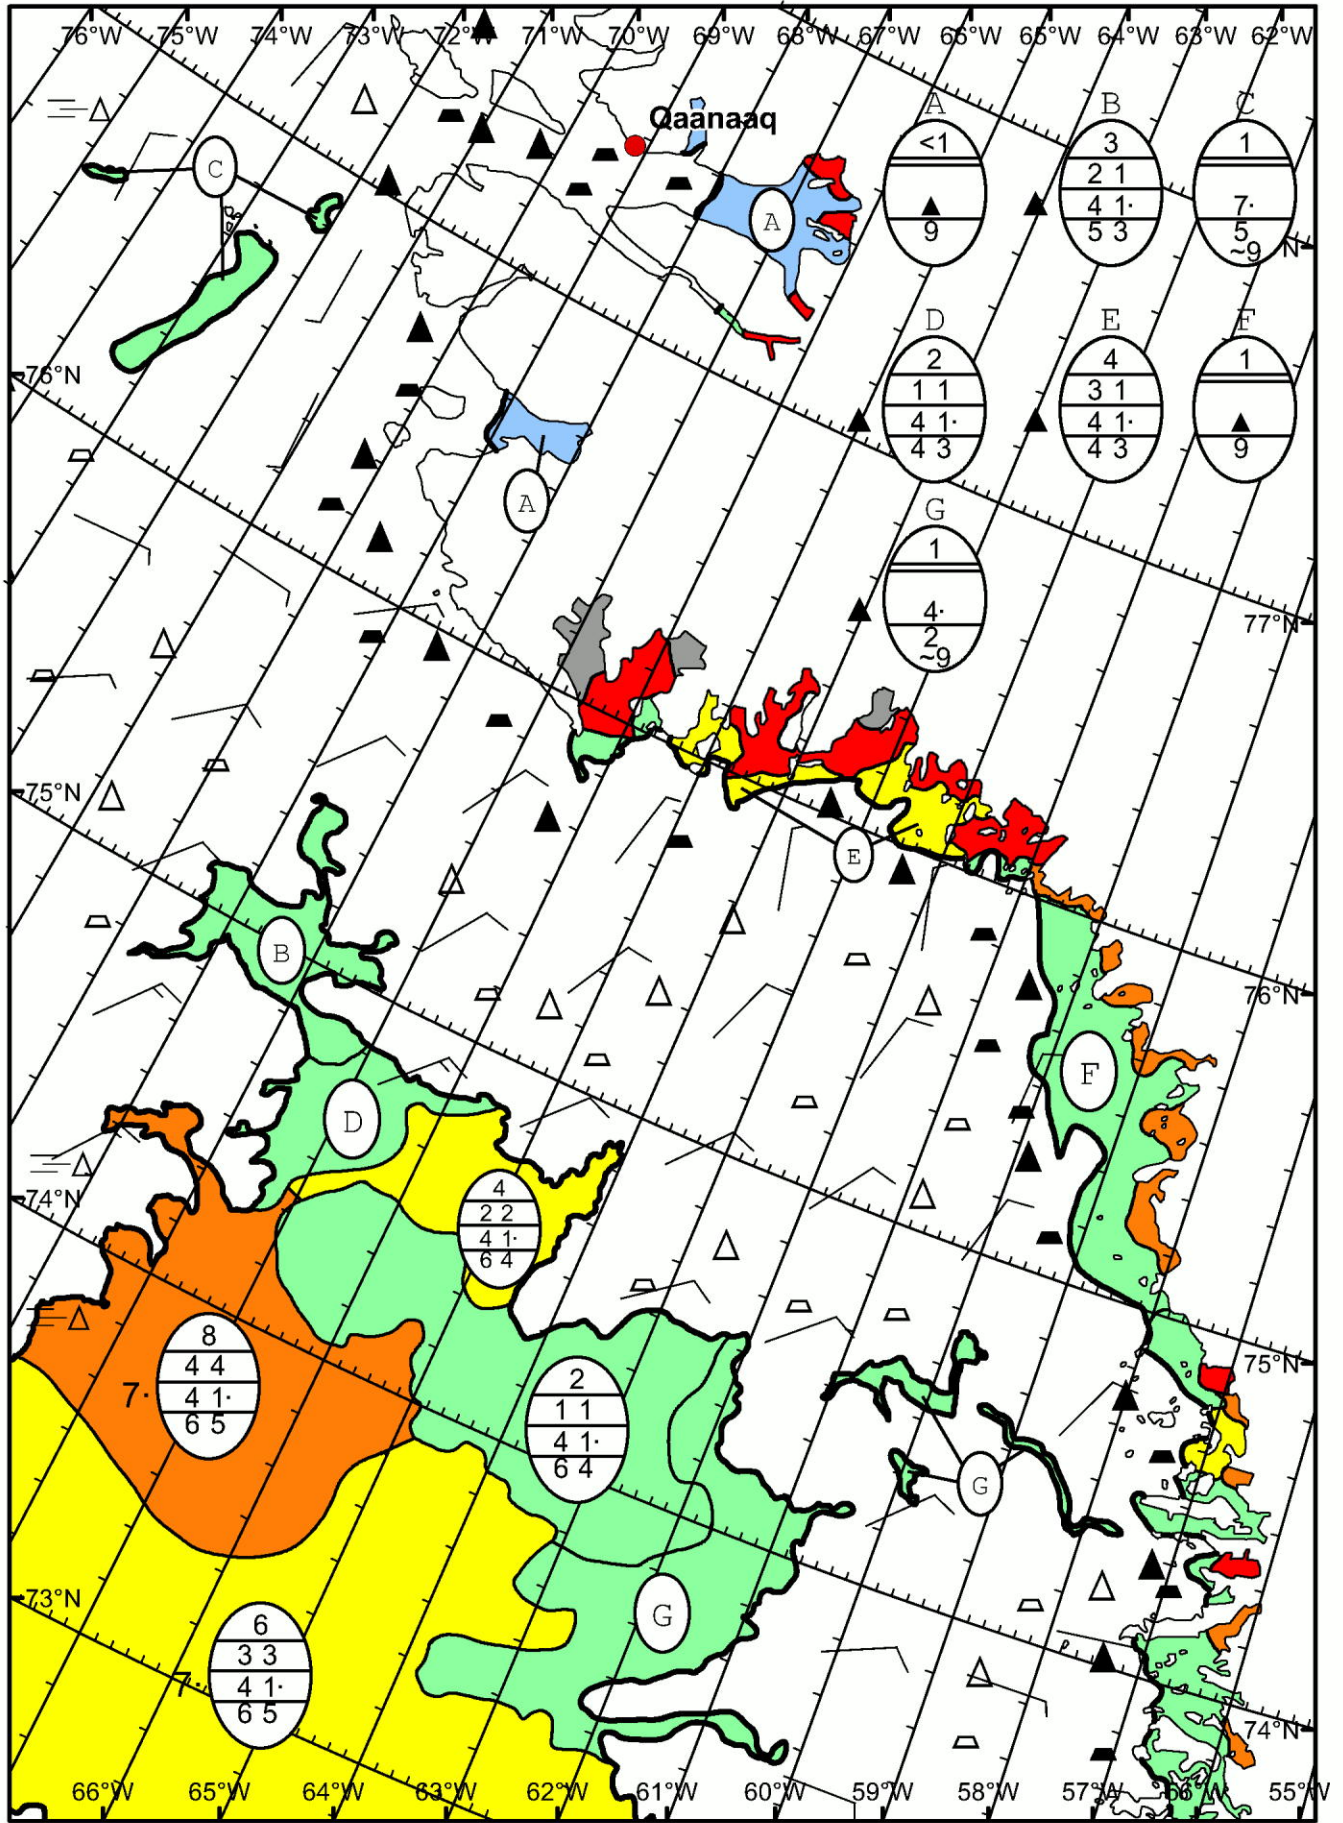 76°W 75°W 74°W 73°W 72°W 71°W 70°W 69°W 68°W 67°W 66°W 65°W 64°W 63°W 62°W
Qaanaaq
A B C
<1 3 1
2 1
4 1· 7·
9 5 3 5
~9
N
C
A
D E F
2 4 1
1 1 3 1
4 1· 4 1·
4 3 4 3 9
76°N
A
G
1
4·
2
~9
77°N
75°N
E
B
76°N
F
D
74°N
4
2 2
4 1·
6 4
8
4 4
7· 4 1·
6 5
2
1 1
4 1·
6 4
75°N
G
73°N
G
6
3 3
7· 4 1·
6 5
74°N
66°W 65°W 64°W 63°W 62°W 61°W 60°W 59°W 58°W 57°W 56°W 55°W